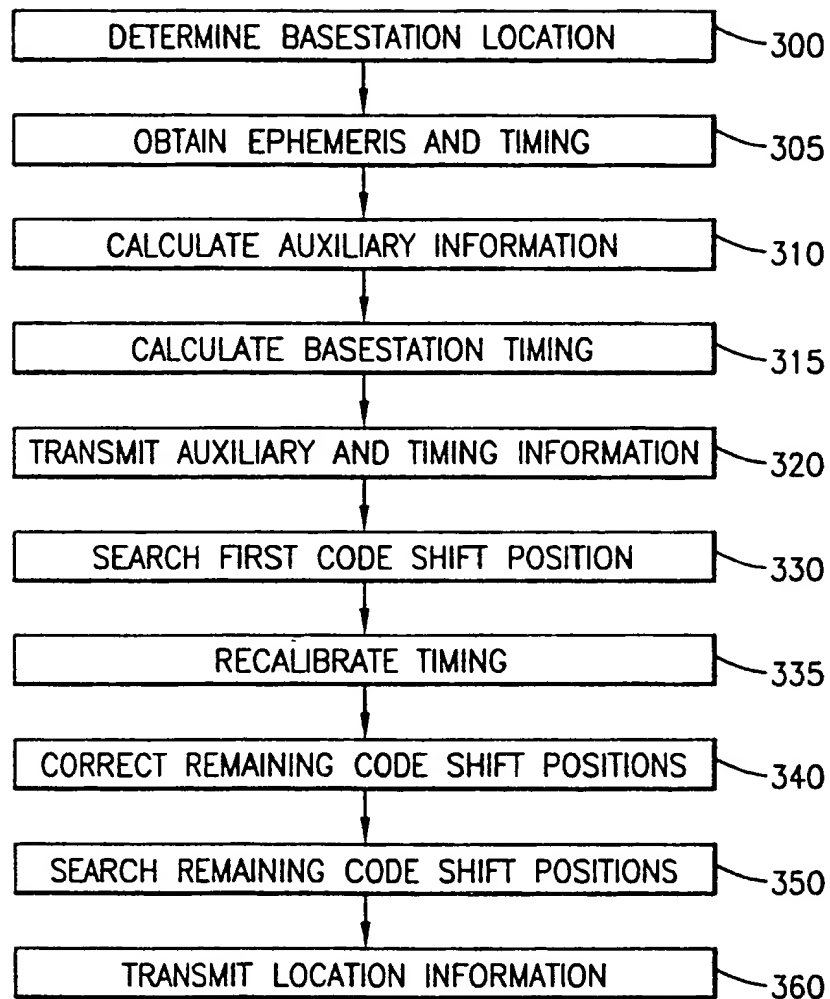 DETERMINE BASESTATION LOCATION 300
OBTAIN EPHEMERIS AND TIMING 305
CALCULATE AUXILIARY INFORMATION 310
CALCULATE BASESTATION TIMING 315
TRANSMIT AUXILIARY AND TIMING INFORMATION 320
SEARCH FIRST CODE SHIFT POSITION 330
RECALIBRATE TIMING 335
CORRECT REMAINING CODE SHIFT POSITIONS 340
SEARCH REMAINING CODE SHIFT POSITIONS 350
TRANSMIT LOCATION INFORMATION 360